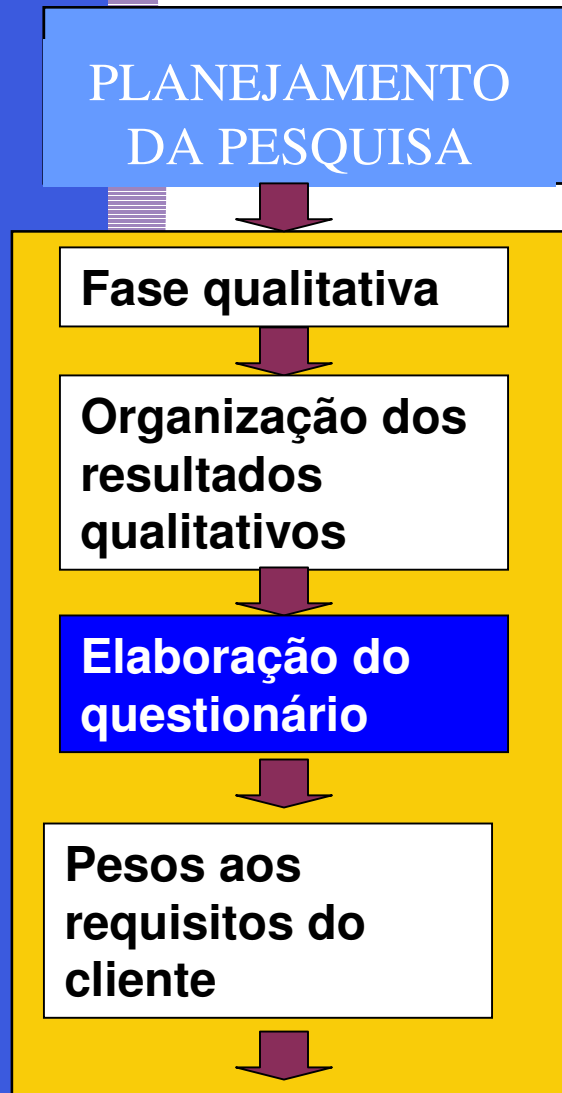 PLANEJAMENTO
DA PESQUISA
Fase qualitativa
Organização dos
resultados
qualitativos
Elaboração do
questionário
Pesos aos
requisitos do
cliente